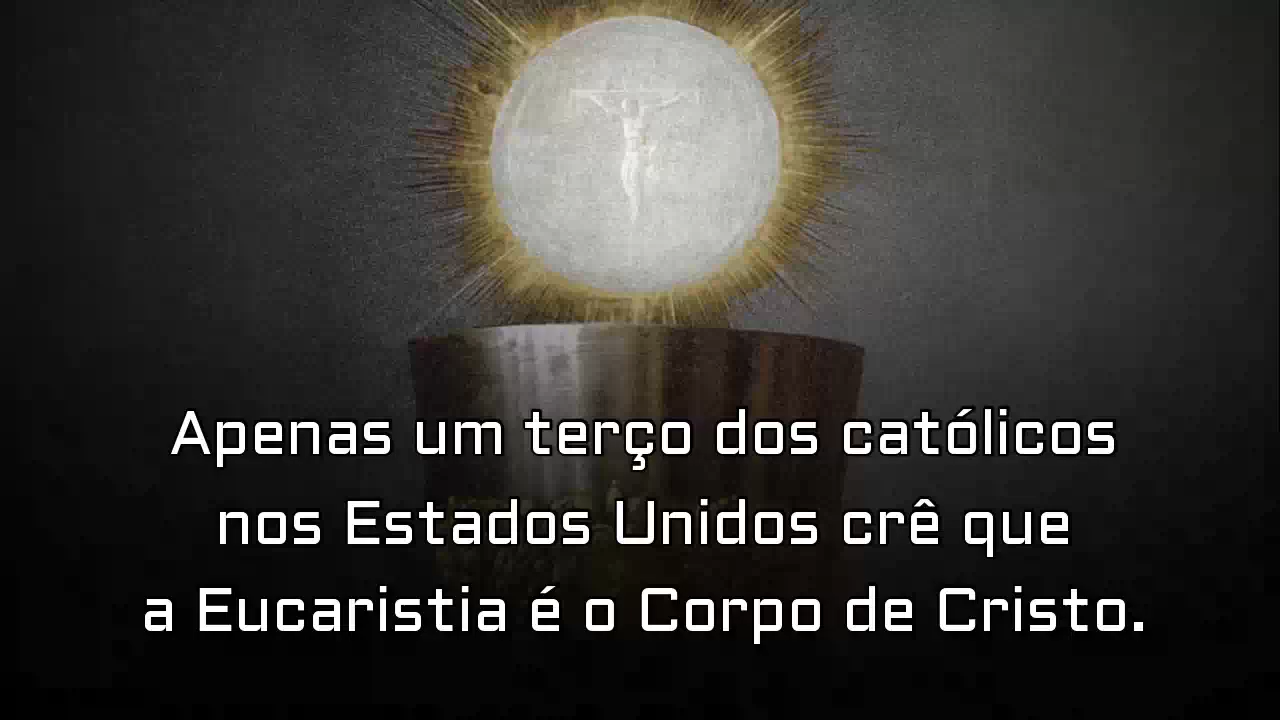 Apenas um terço dos católicos
nos Estados Unidos crê que
a Eucaristia é o Corpo de Cristo.